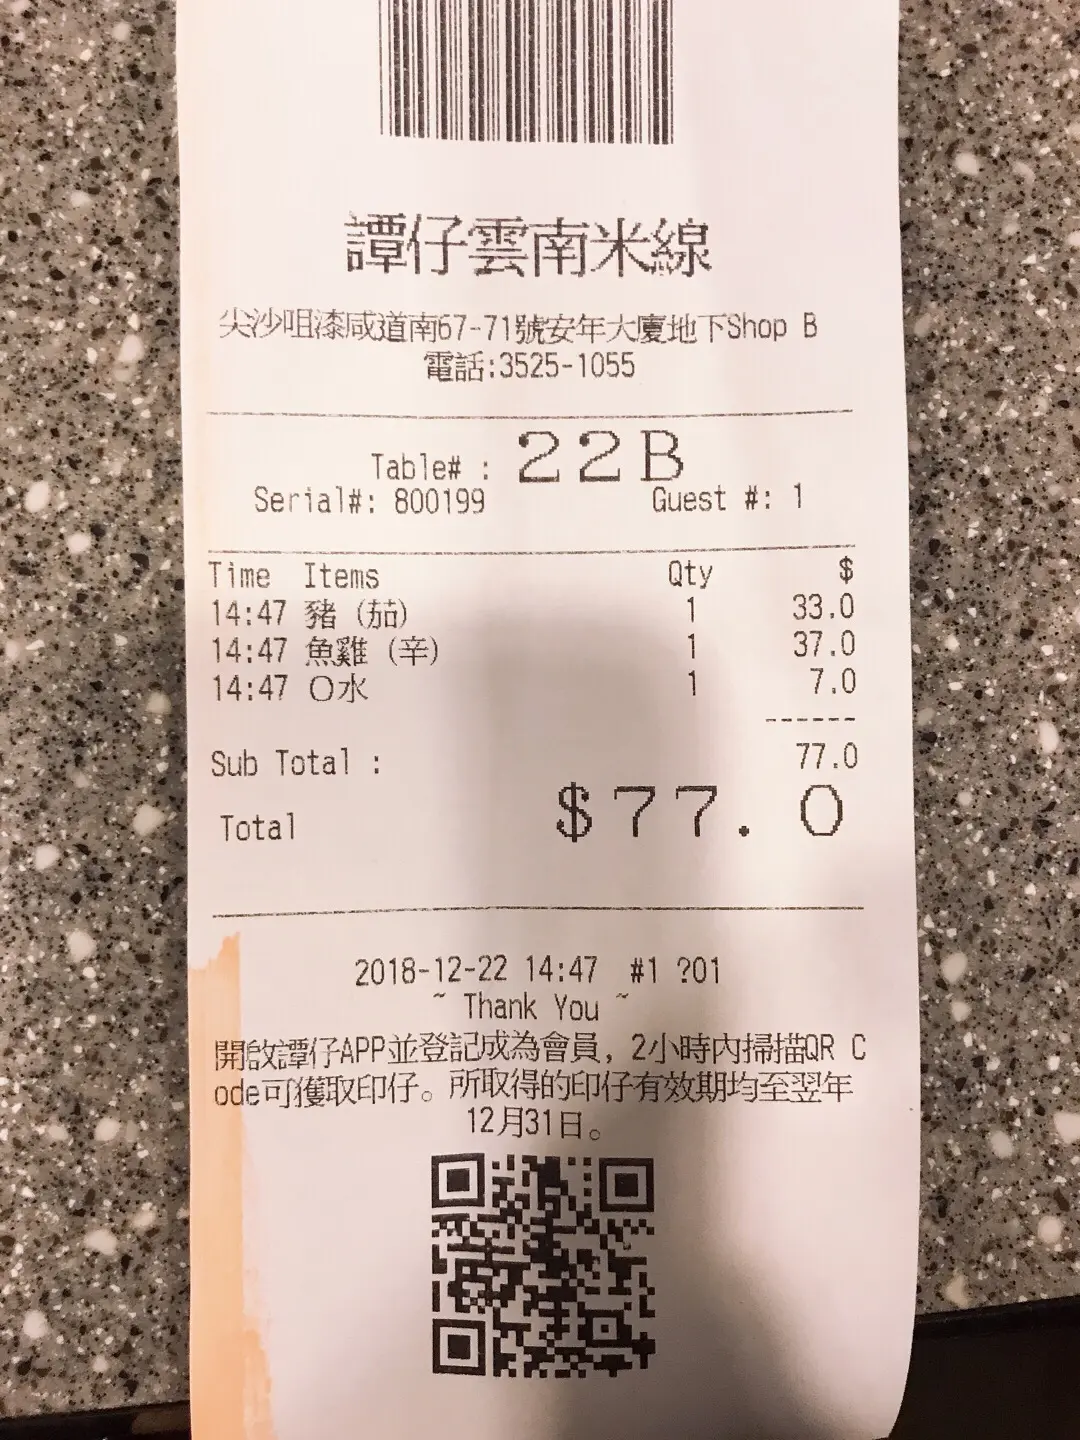 譚仔雲南米線
尖沙咀漆咸道南67-71號安年大廈地下Shop B
電話:3525-1055
Table# : 22B
Serial#: 800199 Guest #: 1
Time Items Qty $
14:47 豬 (茄) 1 33.0
14:47 魚雞 (辛) 1 37.0
14:47 O水 1 7.0
------
Sub Total : 77.0
Total $77.0
2018-12-22 14:47 #1 ?01
~ Thank You ~
開啟譚仔APP並登記成為會員, 2小時內掃描QR C
ode可獲取印仔。所取得的印仔有效期均至翌年
12月31日。